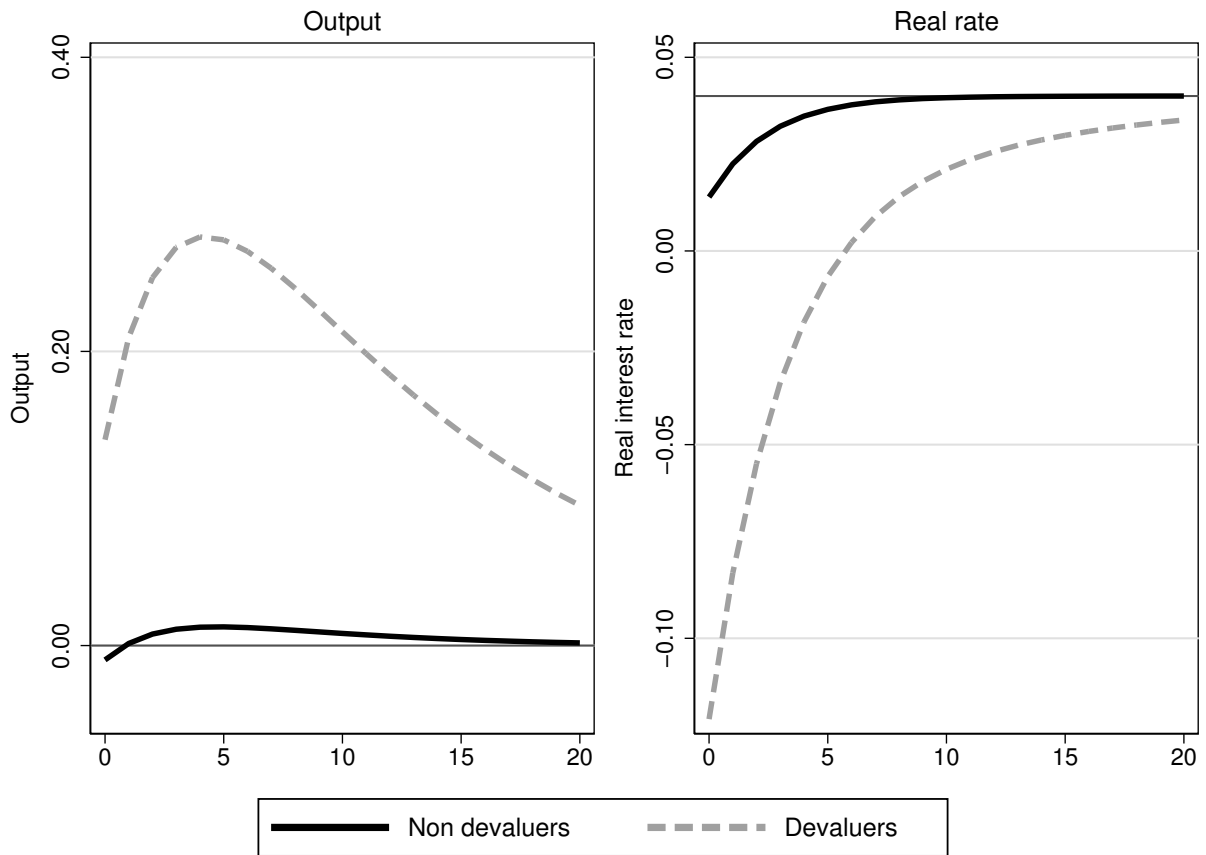 Output
0.40
0.20
0.00
Output
0 5 10 15 20
Real rate
0.05
0.00
−0.05
−0.10
Real interest rate
0 5 10 15 20
Non devaluers Devaluers